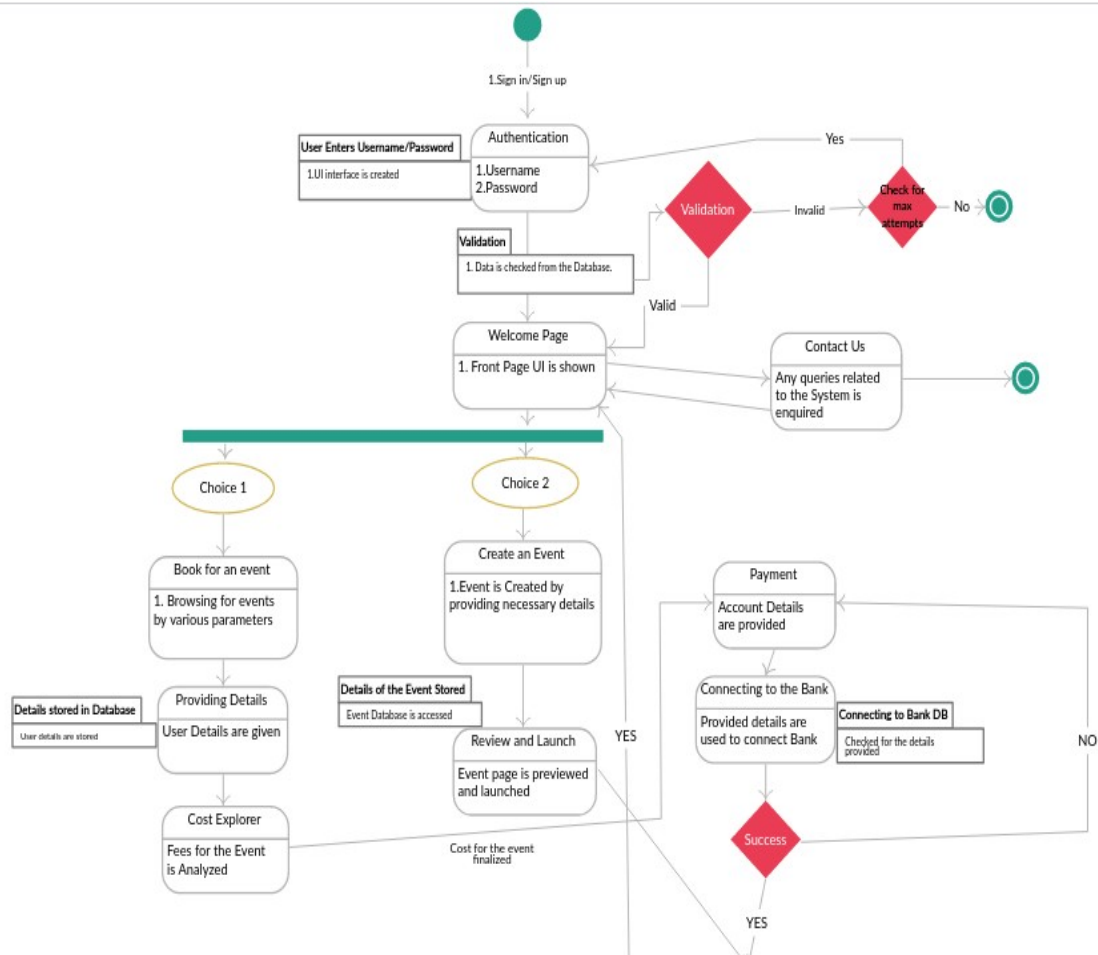 1.Sign in/Sign up
Authentication
1.Username
2.Password
User Enters Username/Password
1.UI interface is created
Yes
Validation
Invalid
Check for
max
attempts
No
Validation
1. Data is checked from the Database.
Valid
Welcome Page
1. Front Page UI is shown
Contact Us
Any queries related
to the System is
enquired
Choice 1
Choice 2
Book for an event
1. Browsing for events
by various parameters
Create an Event
1.Event is Created by
providing necessary details
Payment
Account Details
are provided
Details stored in Database
User details are stored
Providing Details
User Details are given
Details of the Event Stored
Event Database is accessed
Review and Launch
Event page is previewed
and launched
YES
Connecting to the Bank
Provided details are
used to connect Bank
Connecting to Bank DB
Checked for the details
provided
NO
Cost Explorer
Fees for the Event
is Analyzed
Cost for the event
finalized
Success
YES